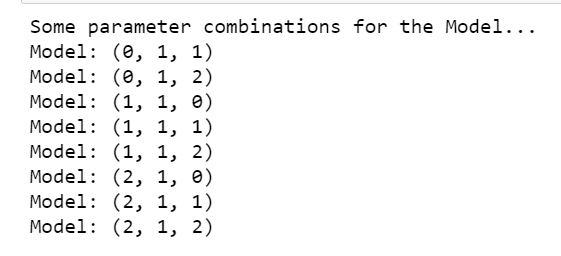 Some parameter combinations for the Model...
Model: (0, 1, 1)
Model: (0, 1, 2)
Model: (1, 1, 0)
Model: (1, 1, 1)
Model: (1, 1, 2)
Model: (2, 1, 0)
Model: (2, 1, 1)
Model: (2, 1, 2)